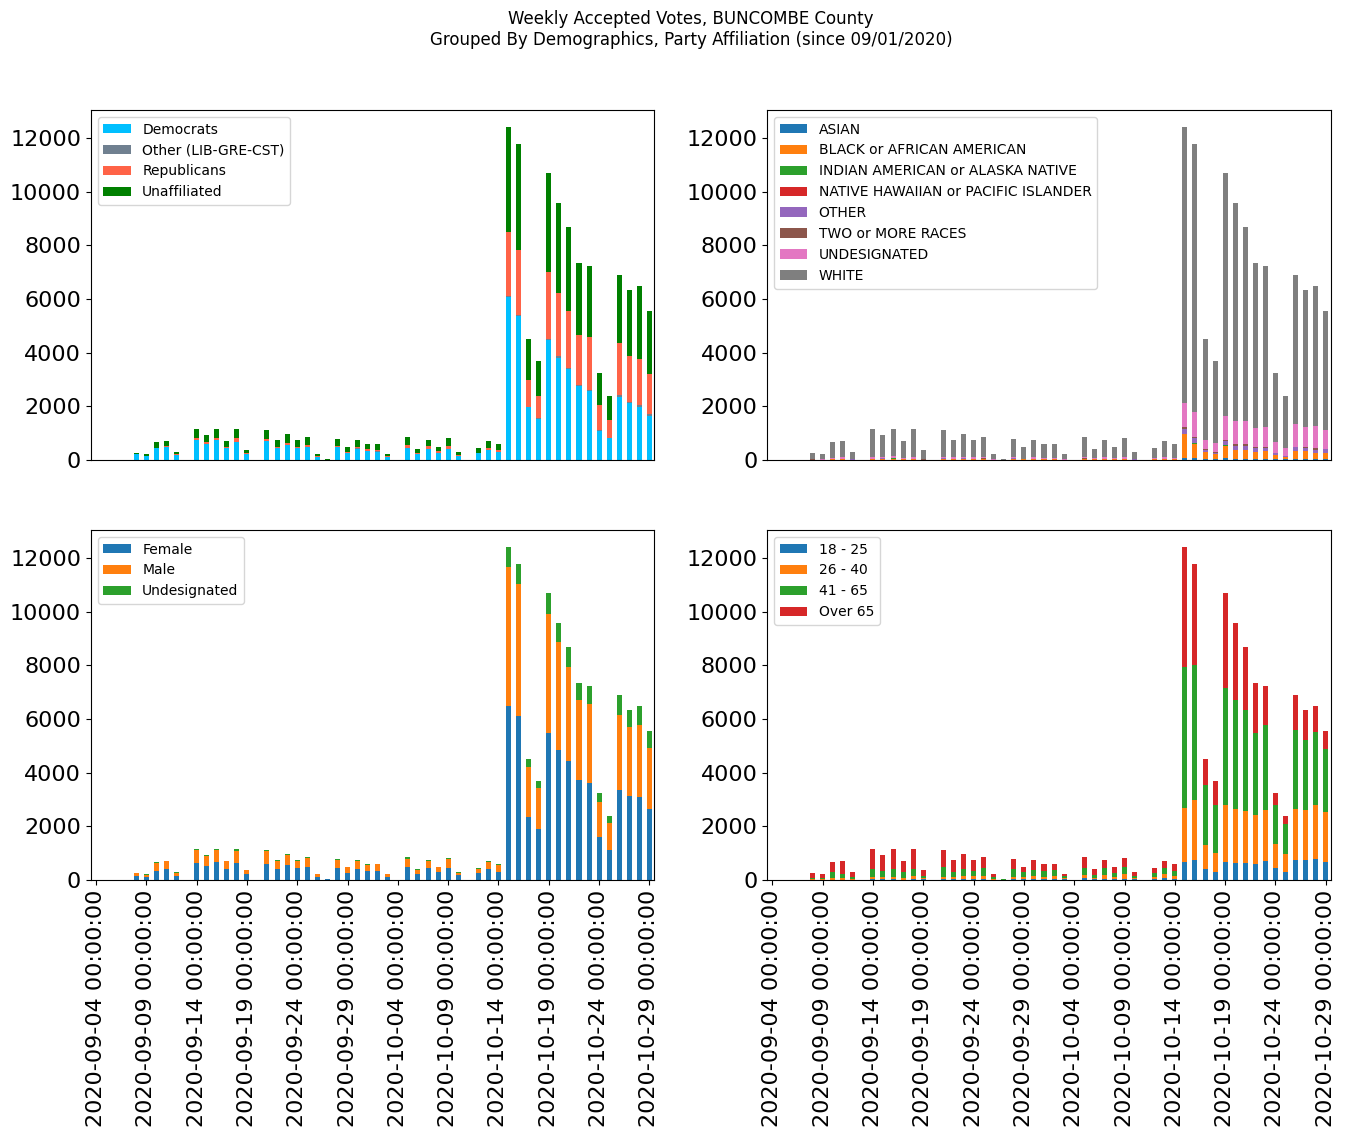 Weekly Accepted Votes, BUNCOMBE County
Grouped By Demographics, Party Affiliation (since 09/01/2020)
12000
10000
8000
6000
4000
2000
0
Democrats
Other (LIB-GRE-CST)
Republicans
Unaffiliated
12000
10000
8000
6000
4000
2000
0
ASIAN
BLACK or AFRICAN AMERICAN
INDIAN AMERICAN or ALASKA NATIVE
NATIVE HAWAIIAN or PACIFIC ISLANDER
OTHER
TWO or MORE RACES
UNDESIGNATED
WHITE
12000
10000
8000
6000
4000
2000
0
Female
Male
Undesignated
2020-09-04 00:00:00
2020-09-09 00:00:00
2020-09-14 00:00:00
2020-09-19 00:00:00
2020-09-24 00:00:00
2020-09-29 00:00:00
2020-10-04 00:00:00
2020-10-09 00:00:00
2020-10-14 00:00:00
2020-10-19 00:00:00
2020-10-24 00:00:00
2020-10-29 00:00:00
12000
10000
8000
6000
4000
2000
0
18 - 25
26 - 40
41 - 65
Over 65
2020-09-04 00:00:00
2020-09-09 00:00:00
2020-09-14 00:00:00
2020-09-19 00:00:00
2020-09-24 00:00:00
2020-09-29 00:00:00
2020-10-04 00:00:00
2020-10-09 00:00:00
2020-10-14 00:00:00
2020-10-19 00:00:00
2020-10-24 00:00:00
2020-10-29 00:00:00